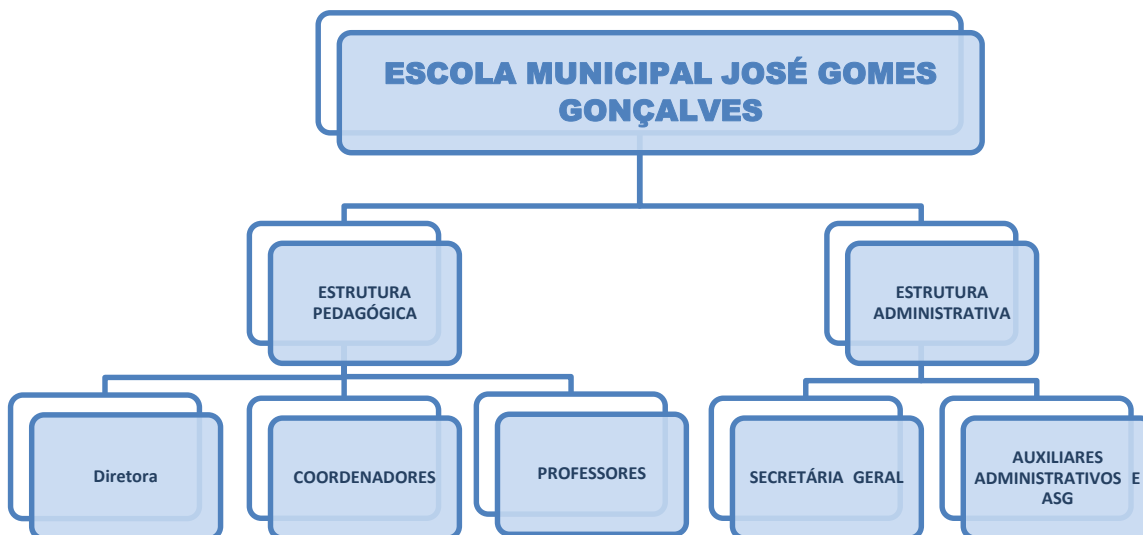 ESCOLA MUNICIPAL JOSÉ GOMES
GONÇALVES
ESTRUTURA
PEDAGÓGICA
ESTRUTURA
ADMINISTRATIVA
Diretora
COORDENADORES
PROFESSORES
SECRETÁRIA GERAL
AUXILIARES
ADMINISTRATIVOS E
ASG